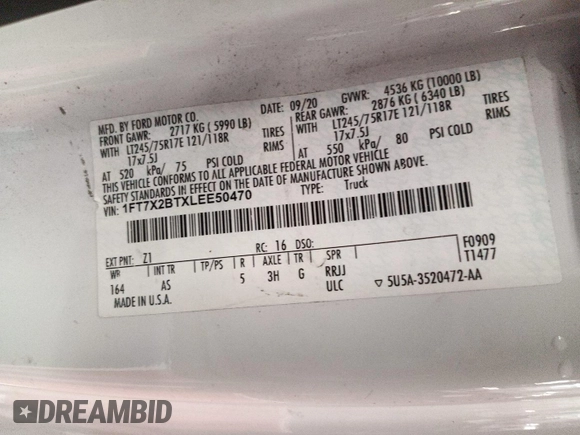 MFD. BY FORD MOTOR CO.
DATE: 09/20 GVWR: 4536 KG (10000 LB)
FRONT GAWR: 2717 KG ( 5990 LB) REAR GAWR: 2876 KG ( 6340 LB)
WITH LT245/75R17E 121/118R TIRES WITH LT245/75R17E 121/118R TIRES
17x7.5J RIMS 17x7.5J RIMS
AT 520 kPa/ 75 PSI COLD AT 550 kPa/ 80 PSI COLD
THIS VEHICLE CONFORMS TO ALL APPLICABLE FEDERAL MOTOR VEHICLE
SAFETY STANDARDS IN EFFECT ON THE DATE OF MANUFACTURE SHOWN ABOVE.
VIN: 1FT7X2BTXLEE50470 TYPE: Truck
EXT PNT: Z1 RC: 16 DSO: F0909
WB INT TR TP/PS R AXLE TR SPR T1477
164 AS 5 3H G RRJJ
MADE IN U.S.A. ULC ▽ 5U5A-3520472-AA
DREAMBID